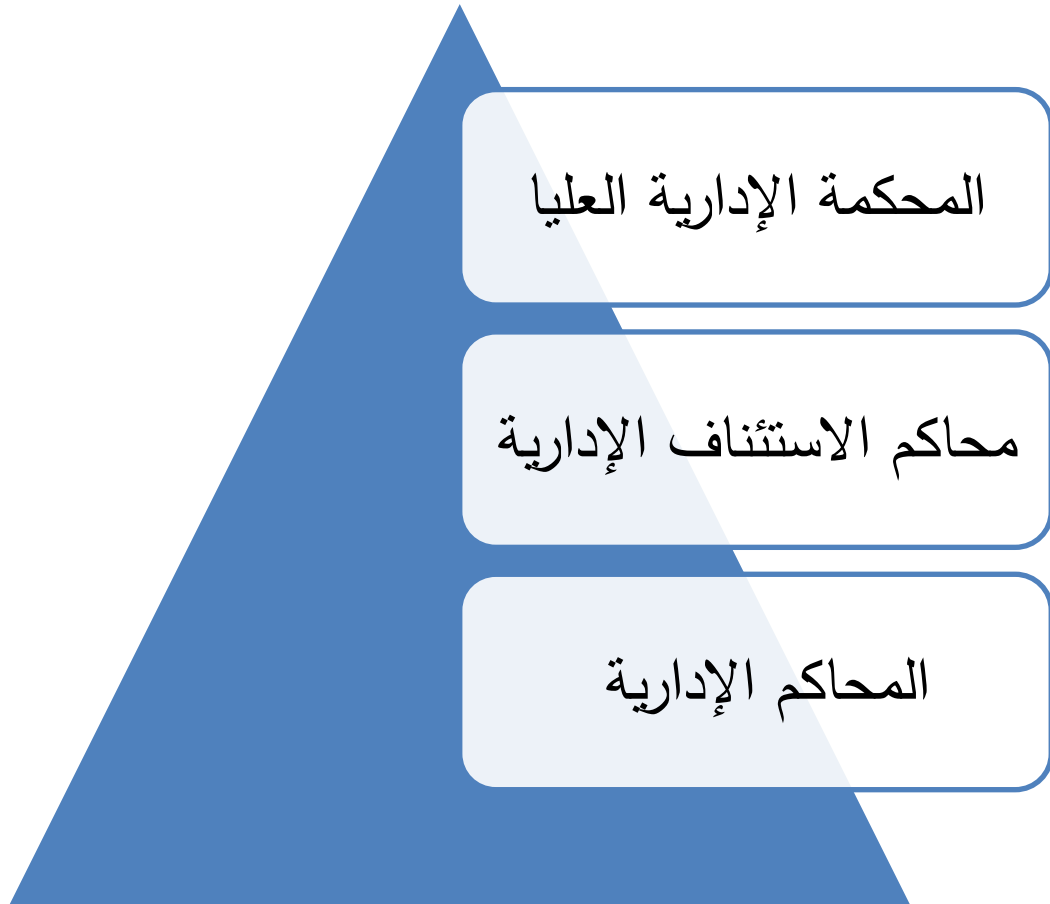 المحكمة الإدارية العليا
محاكم الاستئناف الإدارية
المحاكم الإدارية